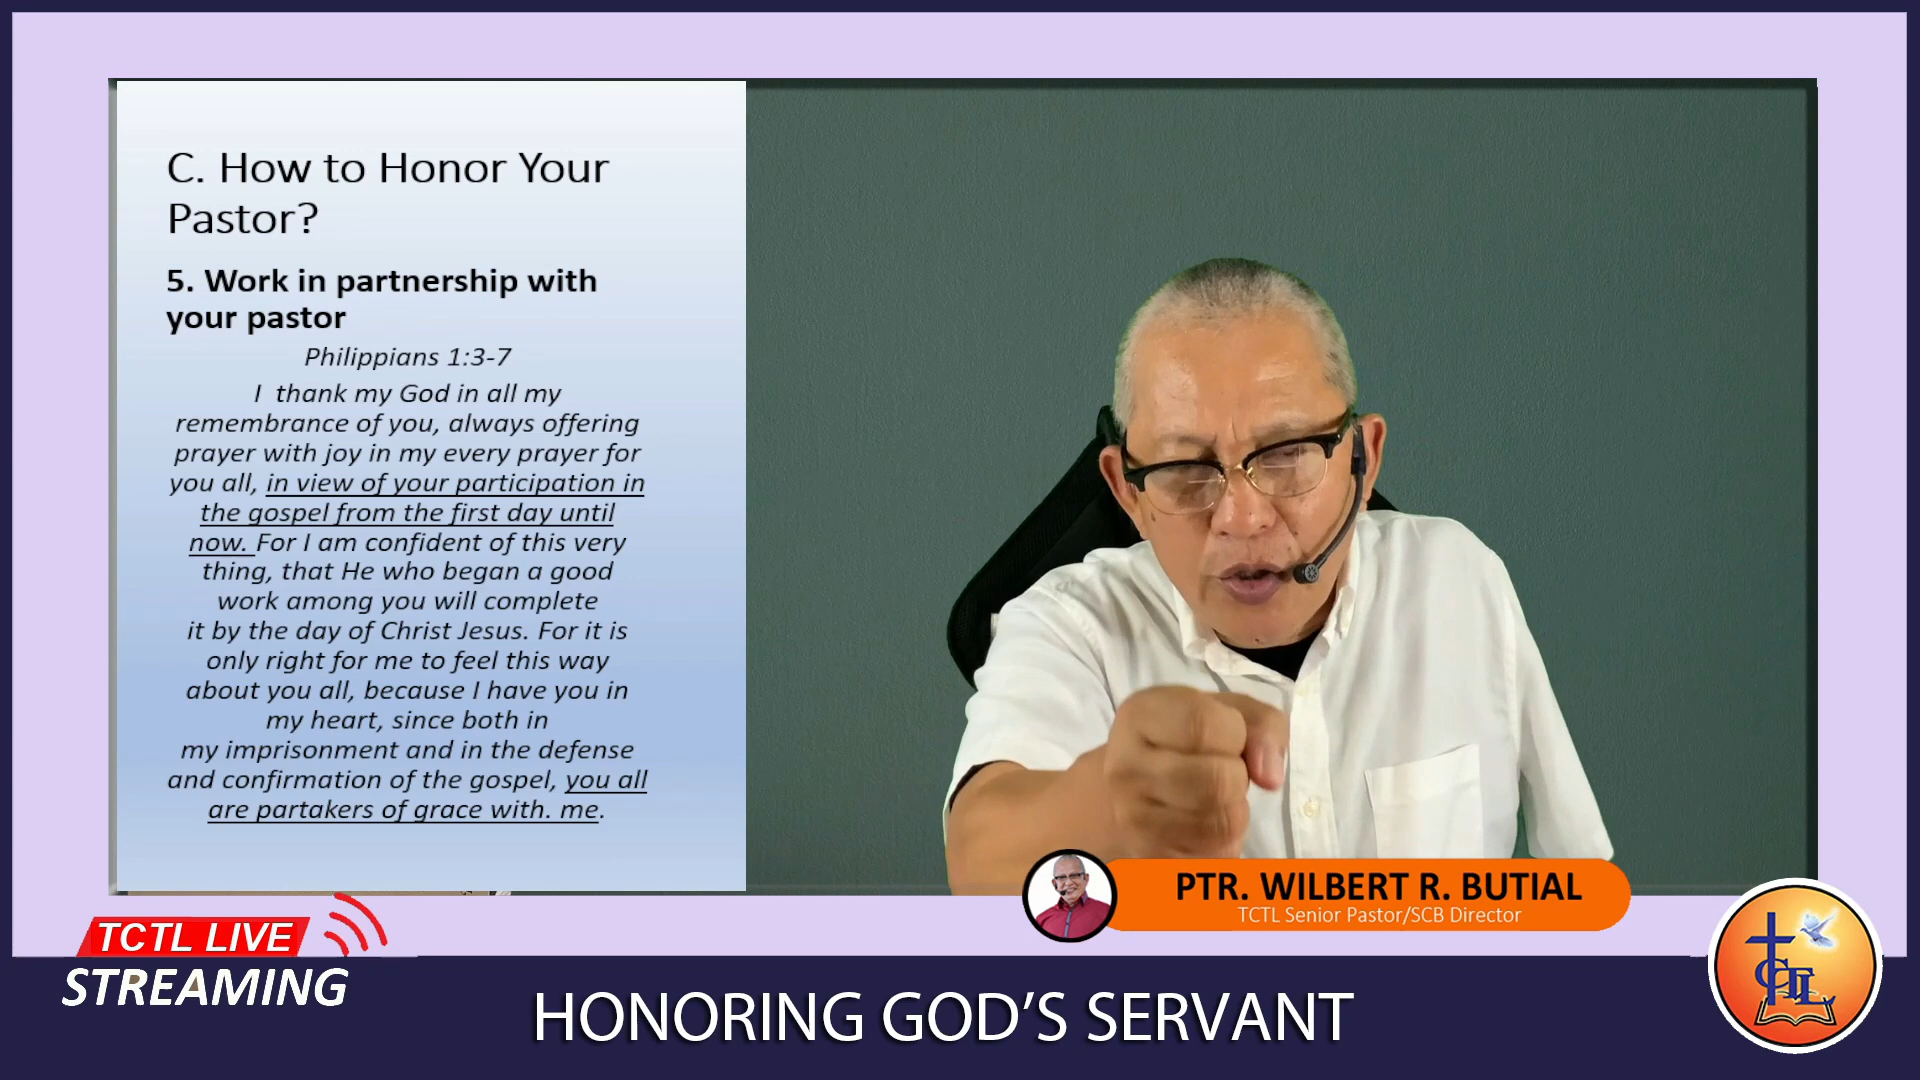 C. How to Honor Your
Pastor?
5. Work in partnership with
your pastor
Philippians 1:3-7
I  thank my God in all my
remembrance of you, always offering
prayer with joy in my every prayer for
you all, in view of your participation in
the gospel from the first day until
now. For I am confident of this very
thing, that He who began a good
work among you will complete
it by the day of Christ Jesus. For it is
only right for me to feel this way
about you all, because I have you in
my heart, since both in
my imprisonment and in the defense
and confirmation of the gospel, you all
are partakers of grace with. me.
PTR. WILBERT R. BUTIAL
TCTL Senior Pastor/SCB Director
TCTL LIVE
STREAMING
HONORING GOD'S SERVANT
CTL